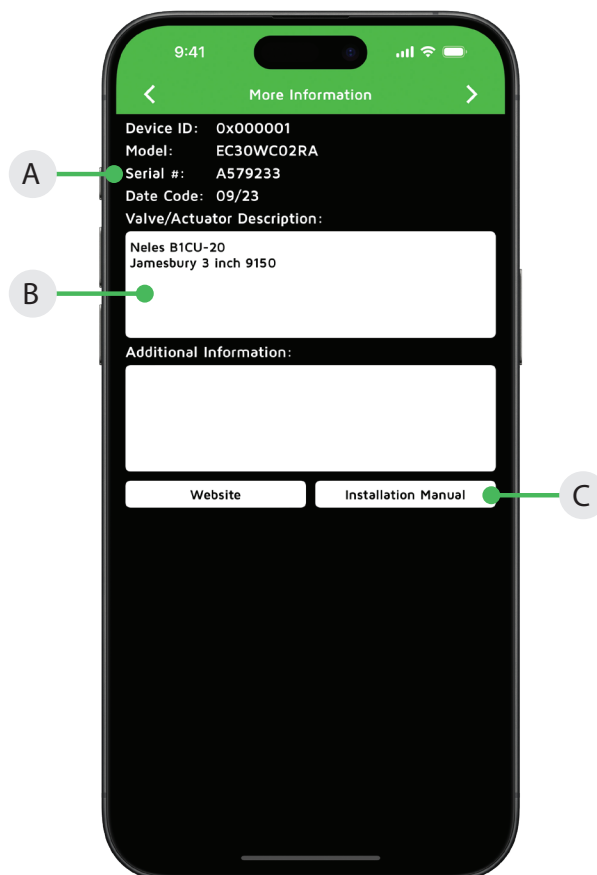 9:41
More Information
Device ID: 0x000001
Model: EC30WC02RA
A
Serial #: A579233
Date Code: 09/23
Valve/Actuator Description:
Neles B1CU-20
Jamesbury 3 inch 9150
B
Additional Information:
Website Installation Manual
C